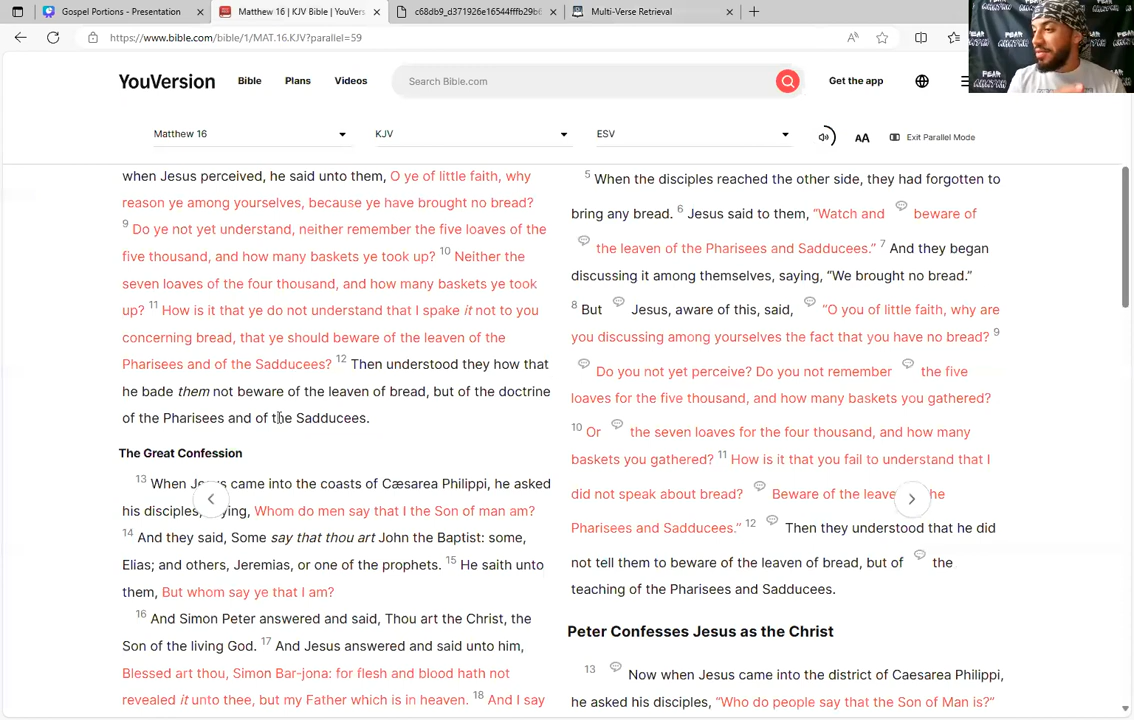 Gospel Portions - Presentation
Matthew 16 | KJV Bible | YouVers
c68db9_d371926e16544fffb29b6
Multi-Verse Retrieval
https://www.bible.com/bible/1/MAT.16.KJV?parallel=59
YouVersion
Bible
Plans
Videos
Search Bible.com
Get the app
Matthew 16
KJV
ESV
AA
Exit Parallel Mode
when Jesus perceived, he said unto them, O ye of little faith, why
reason ye among yourselves, because ye have brought no bread?
9 Do ye not yet understand, neither remember the five loaves of the
five thousand, and how many baskets ye took up? 10 Neither the
seven loaves of the four thousand, and how many baskets ye took
up? 11 How is it that ye do not understand that I spake it not to you
concerning bread, that ye should beware of the leaven of the
Pharisees and of the Sadducees? 12 Then understood they how that
he bade them not beware of the leaven of bread, but of the doctrine
of the Pharisees and of the Sadducees.
The Great Confession
13 When Jesus came into the coasts of Cæsarea Philippi, he asked
his disciples, saying, Whom do men say that I the Son of man am?
14 And they said, Some say that thou art John the Baptist: some,
Elias; and others, Jeremias, or one of the prophets. 15 He saith unto
them, But whom say ye that I am?
16 And Simon Peter answered and said, Thou art the Christ, the
Son of the living God. 17 And Jesus answered and said unto him,
Blessed art thou, Simon Bar-jona: for flesh and blood hath not
revealed it unto thee, but my Father which is in heaven. 18 And I say
5 When the disciples reached the other side, they had forgotten to
bring any bread. 6 Jesus said to them, “Watch and beware of
the leaven of the Pharisees and Sadducees.” 7 And they began
discussing it among themselves, saying, “We brought no bread.”
8 But Jesus, aware of this, said, “O you of little faith, why are
you discussing among yourselves the fact that you have no bread? 9
Do you not yet perceive? Do you not remember the five
loaves for the five thousand, and how many baskets you gathered?
10 Or the seven loaves for the four thousand, and how many
baskets you gathered? 11 How is it that you fail to understand that I
did not speak about bread? Beware of the leaven of the
Pharisees and Sadducees.” 12 Then they understood that he did
not tell them to beware of the leaven of bread, but of the
teaching of the Pharisees and Sadducees.
Peter Confesses Jesus as the Christ
13 Now when Jesus came into the district of Caesarea Philippi,
he asked his disciples, “Who do people say that the Son of Man is?”